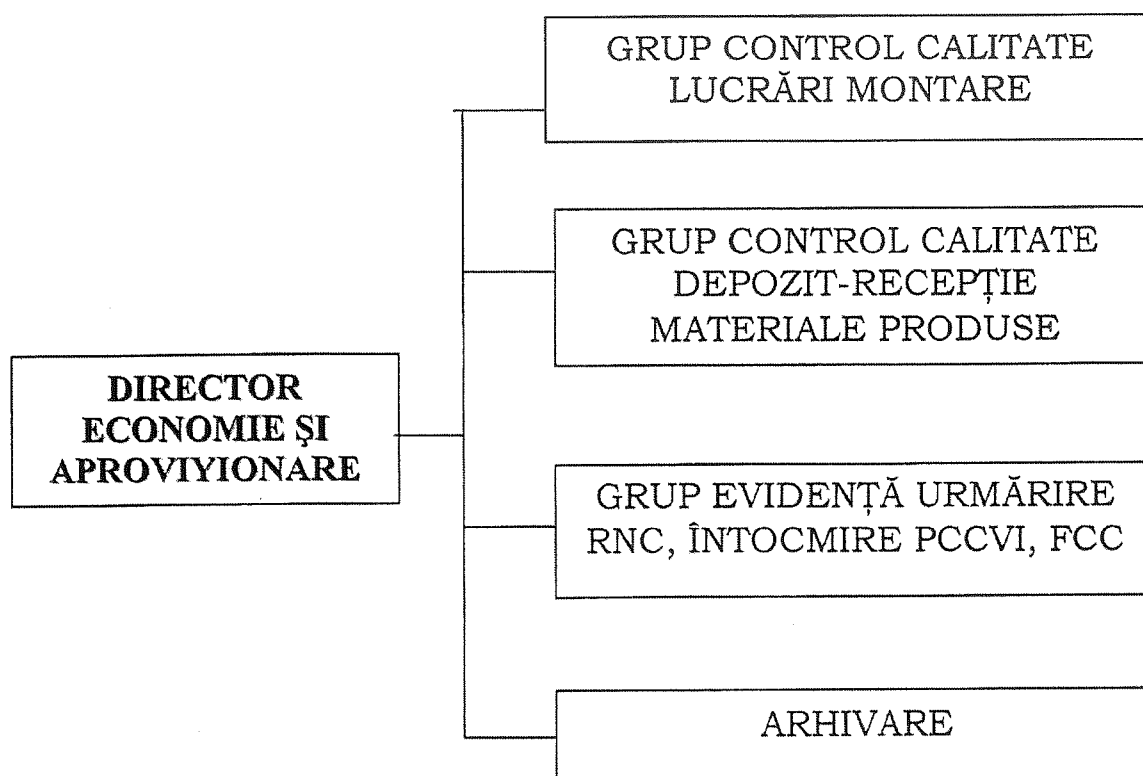 GRUP CONTROL CALITATE
LUCRĂRI MONTARE
GRUP CONTROL CALITATE
DEPOZIT-RECEPȚIE
MATERIALE PRODUSE
DIRECTOR
ECONOMIE ŞI
APROVIYIONARE
GRUP EVIDENȚĂ URMĂRIRE
RNC, ÎNTOCMIRE PCCVI, FCC
ARHIVARE